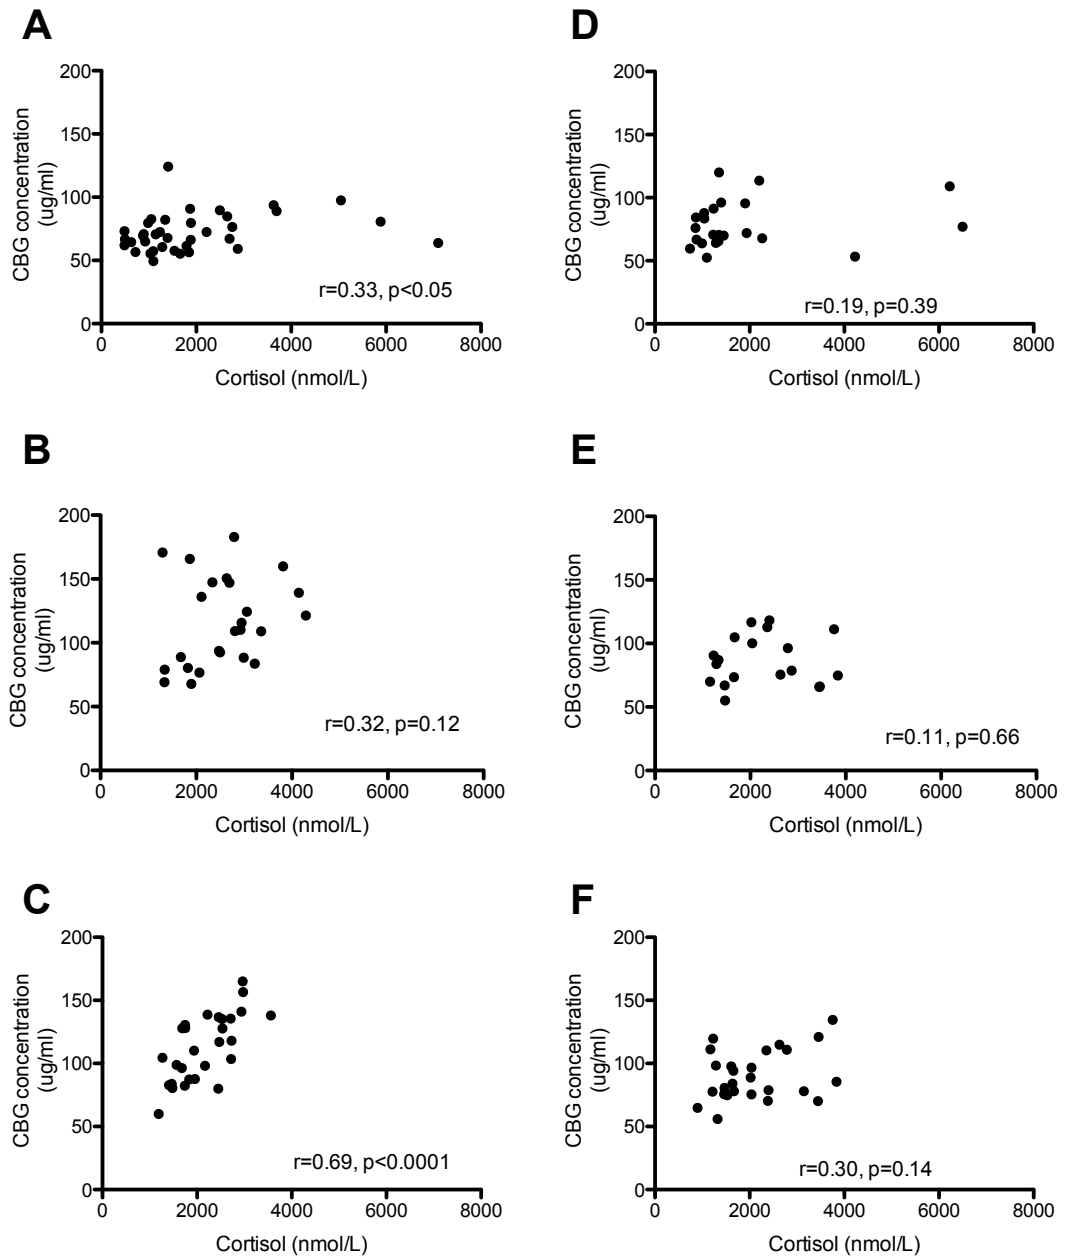 A
200
150
100
50
0
CBG concentration
(ug/ml)
r=0.33, p<0.05
0 2000 4000 6000 8000
Cortisol (nmol/L)
D
200
150
100
50
0
CBG concentration
(ug/ml)
r=0.19, p=0.39
0 2000 4000 6000 8000
Cortisol (nmol/L)
B
200
150
100
50
0
CBG concentration
(ug/ml)
r=0.32, p=0.12
0 2000 4000 6000 8000
Cortisol (nmol/L)
E
200
150
100
50
0
CBG concentration
(ug/ml)
r=0.11, p=0.66
0 2000 4000 6000 8000
Cortisol (nmol/L)
C
200
150
100
50
0
CBG concentration
(ug/ml)
r=0.69, p<0.0001
0 2000 4000 6000 8000
Cortisol (nmol/L)
F
200
150
100
50
0
CBG concentration
(ug/ml)
r=0.30, p=0.14
0 2000 4000 6000 8000
Cortisol (nmol/L)